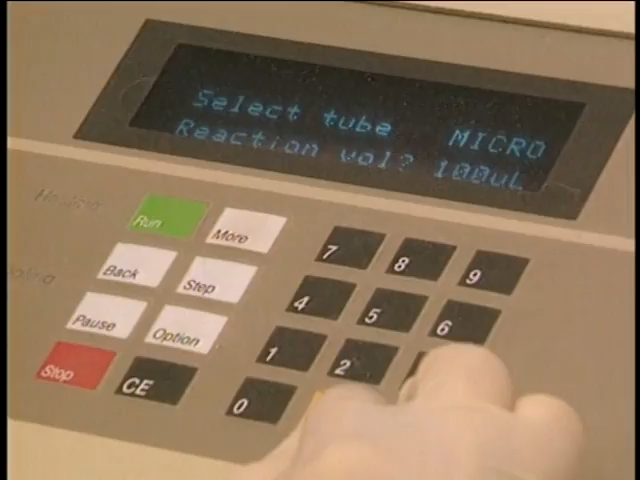 Select tube MICRO
Reaction vol? 100uL
Run More 7 8 9
Back Step 4 5 6
Pause Option 1 2
Stop CE 0